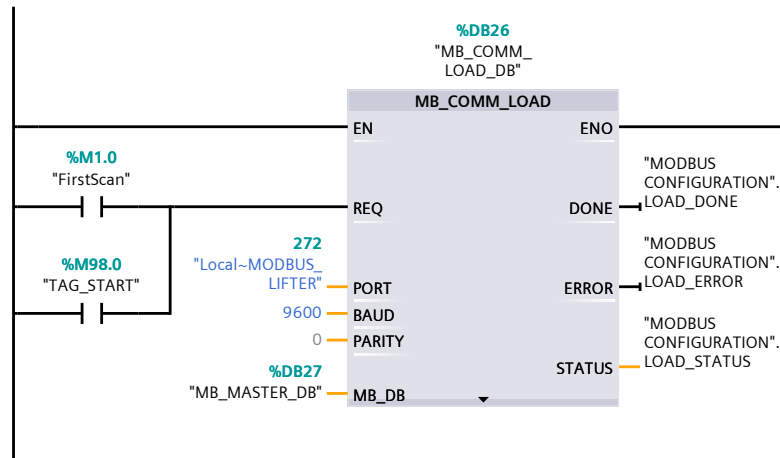 %DB26
"MB_COMM_
LOAD_DB"
MB_COMM_LOAD
EN
ENO
%M1.0
"FirstScan"
REQ
DONE
"MODBUS
CONFIGURATION".
LOAD_DONE
%M98.0
"TAG_START"
272
"Local~MODBUS_
LIFTER"
PORT
ERROR
"MODBUS
CONFIGURATION".
LOAD_ERROR
9600
BAUD
0
PARITY
STATUS
"MODBUS
CONFIGURATION".
LOAD_STATUS
%DB27
"MB_MASTER_DB"
MB_DB